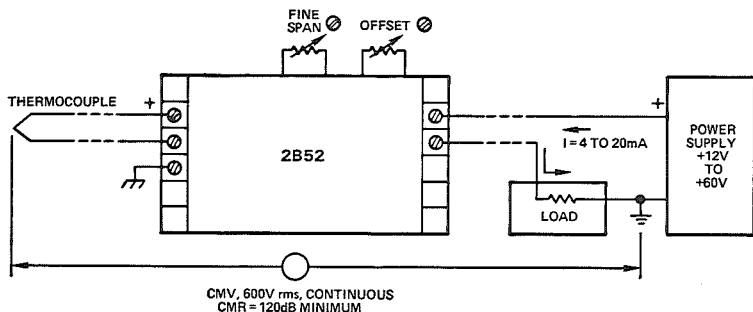 FINE
SPAN
OFFSET
THERMOCOUPLE
+
2B52
+
I = 4 TO 20mA
LOAD
POWER
SUPPLY
+12V
TO
+60V
CMV, 600V rms, CONTINUOUS
CMR = 120dB MINIMUM